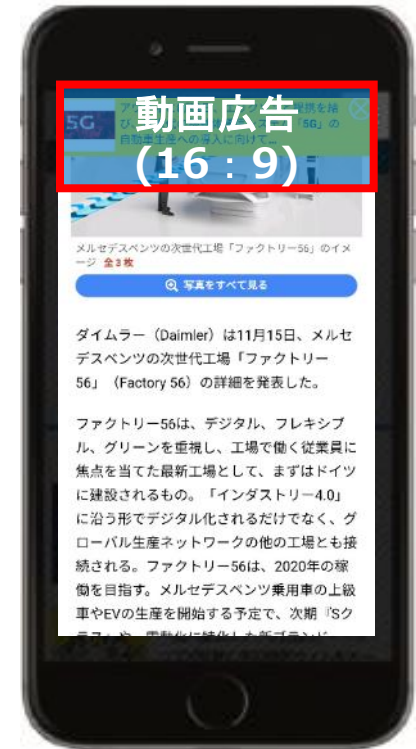 動画広告
(16：9)
5G
「5G」の
自動車生産への導入に向けて…
メルセデスベンツの次世代工場「ファクトリー56」のイメ
ージ 全3枚
写真をすべて見る
ダイムラー（Daimler）は11月15日、メルセ
デスベンツの次世代工場「ファクトリー
56」（Factory 56）の詳細を発表した。
ファクトリー56は、デジタル、フレキシブ
ル、グリーンを重視し、工場で働く従業員に
焦点を当てた最新工場として、まずはドイツ
に建設されるもの。「インダストリー4.0」
に沿う形でデジタル化されるだけでなく、グ
ローバル生産ネットワークの他の工場とも接
続される。ファクトリー56は、2020年の稼
働を目指す。メルセデスベンツ乗用車の上級
車やEVの生産を開始する予定で、次期『Sク